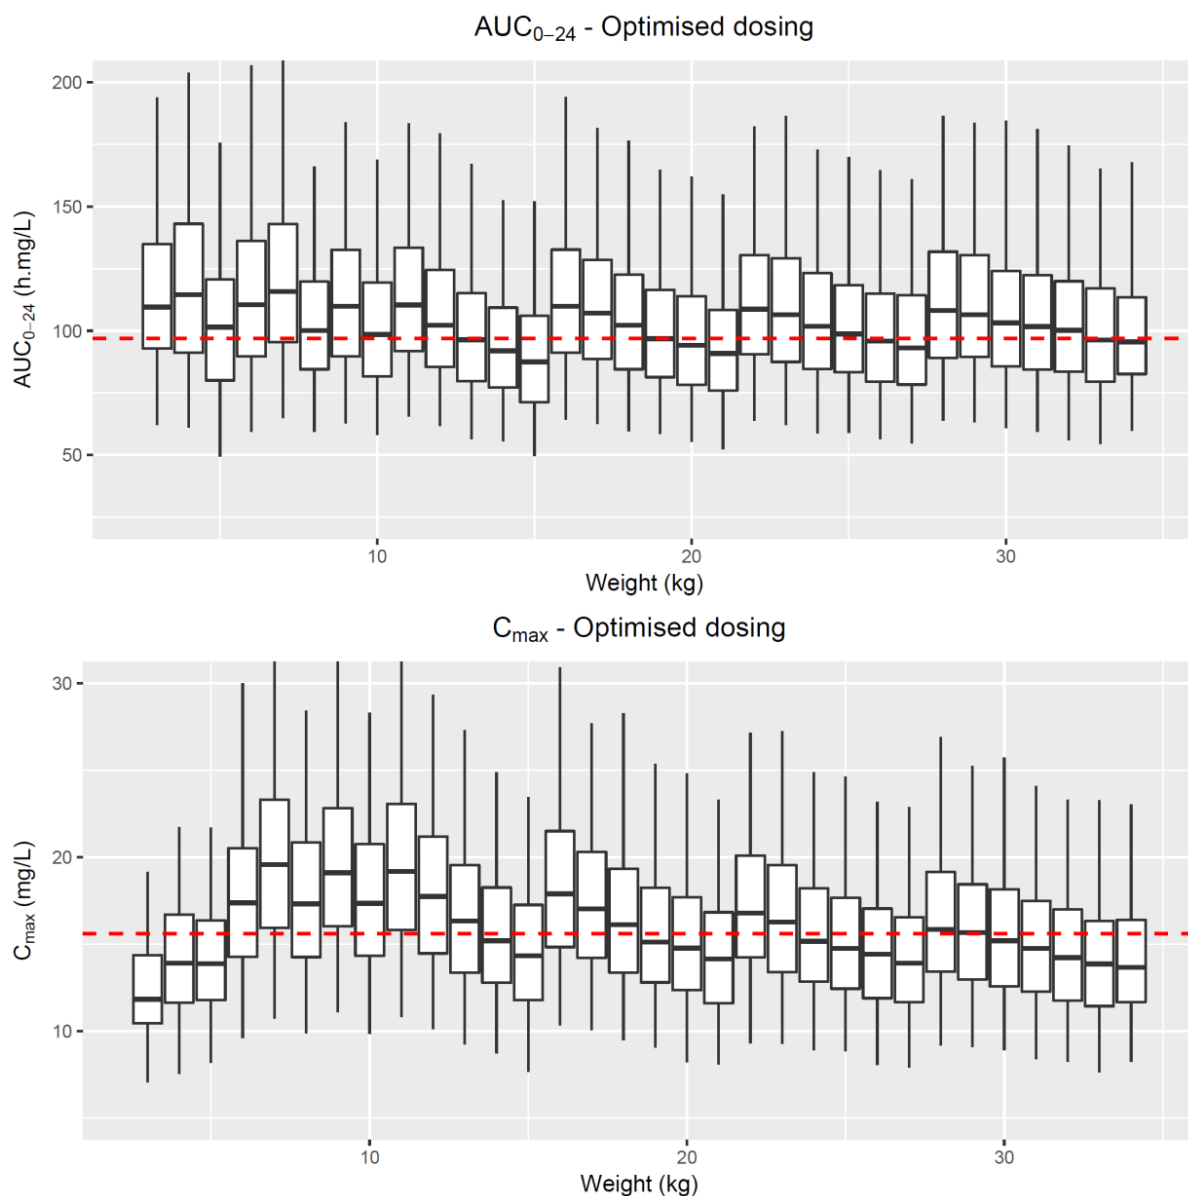 AUC₀₋₂₄ - Optimised dosing
AUC₀₋₂₄ (h.mg/L)
200
150
100
50
10 20 30
Weight (kg)
Cmax - Optimised dosing
Cmax (mg/L)
30
20
10
10 20 30
Weight (kg)